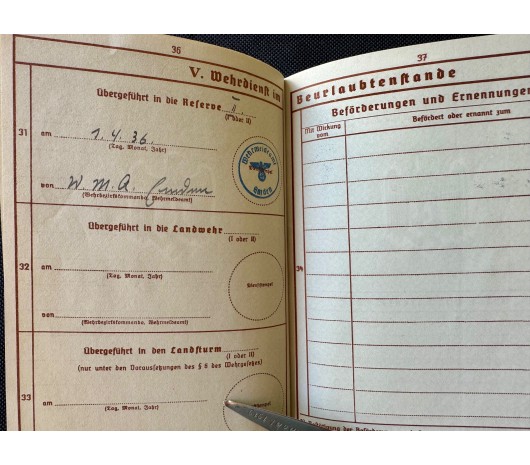 36
V. Wehrdienst im
Übergeführt in die Reserve II.
(I oder II)
31
am 1. 4. 36.
(Tag, Monat, Jahr)
von W. M. A.
(Wehrbezirkskommando, Wehrmeldeamt)
Übergeführt in die Landwehr
(I oder II)
32
am
(Tag, Monat, Jahr)
Dienststempel
von
(Wehrbezirkskommando, Wehrmeldeamt)
Übergeführt in den Landsturm
(I oder II)
(nur unter den Voraussetzungen des § 6 des Wehrgesetzes)
33
am
(Tag, Monat, Jahr)
37
Beurlaubtenstande
Beförderungen und Ernennungen
Mit Wirkung vom
Befördert oder ernannt zum
34